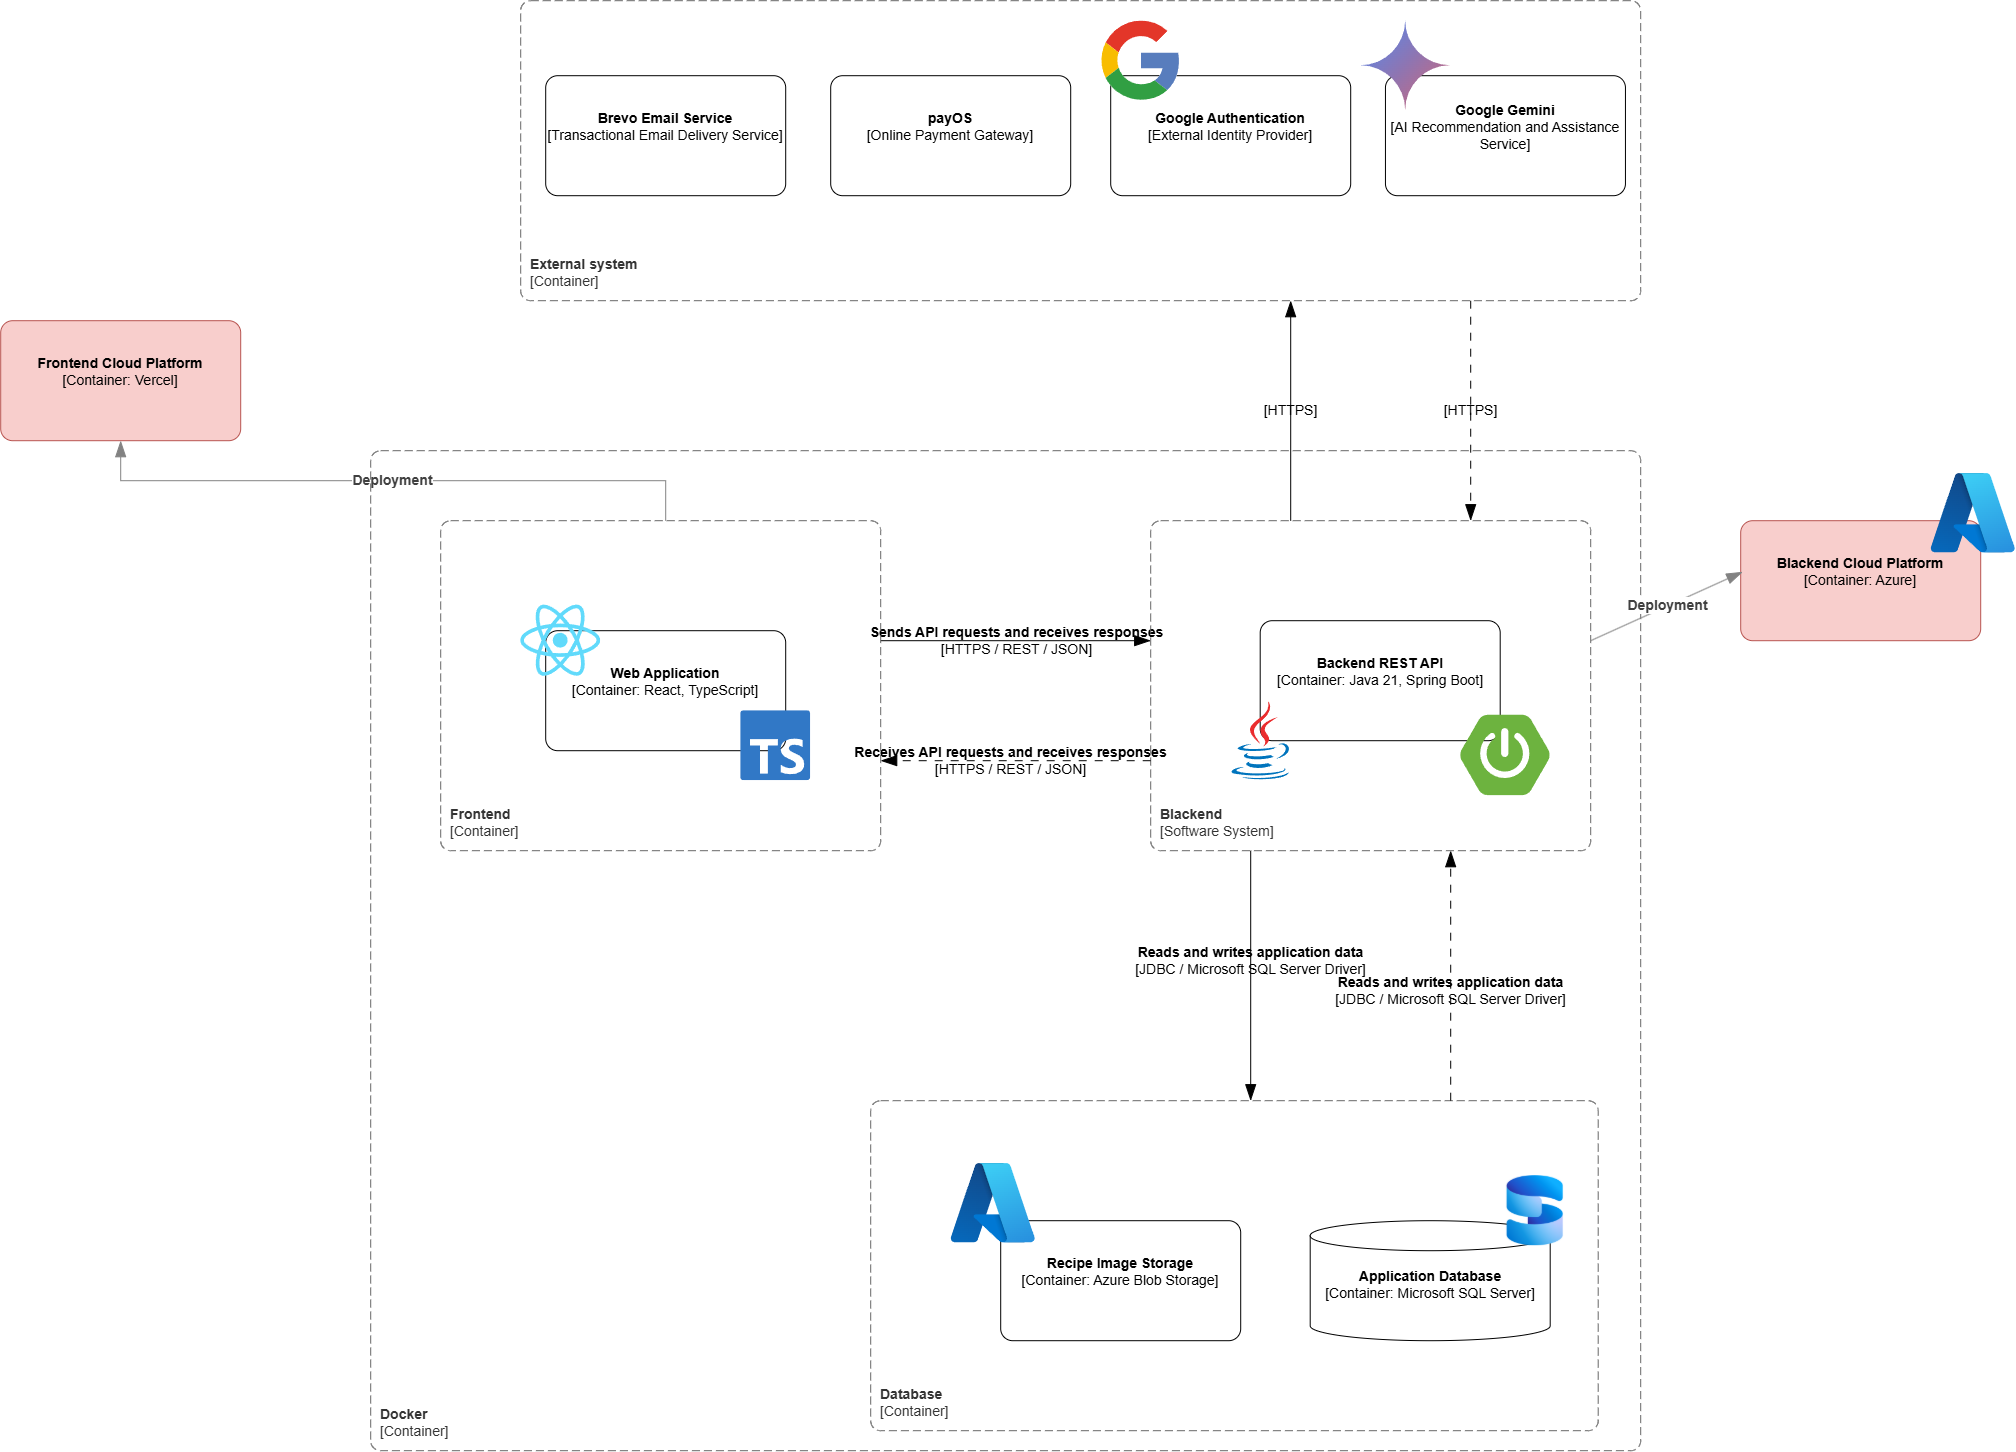 Brevo Email Service
[Transactional Email Delivery Service]
payOS
[Online Payment Gateway]
Google Authentication
[External Identity Provider]
Google Gemini
[AI Recommendation and Assistance
Service]
External system
[Container]
Frontend Cloud Platform
[Container: Vercel]
[HTTPS]
[HTTPS]
Deployment
Blackend Cloud Platform
[Container: Azure]
Deployment
Sends API requests and receives responses
[HTTPS / REST / JSON]
Web Application
[Container: React, TypeScript]
TS
Backend REST API
[Container: Java 21, Spring Boot]
Receives API requests and receives responses
[HTTPS / REST / JSON]
Frontend
[Container]
Blackend
[Software System]
Reads and writes application data
[JDBC / Microsoft SQL Server Driver]
Reads and writes application data
[JDBC / Microsoft SQL Server Driver]
Recipe Image Storage
[Container: Azure Blob Storage]
Application Database
[Container: Microsoft SQL Server]
Database
[Container]
Docker
[Container]